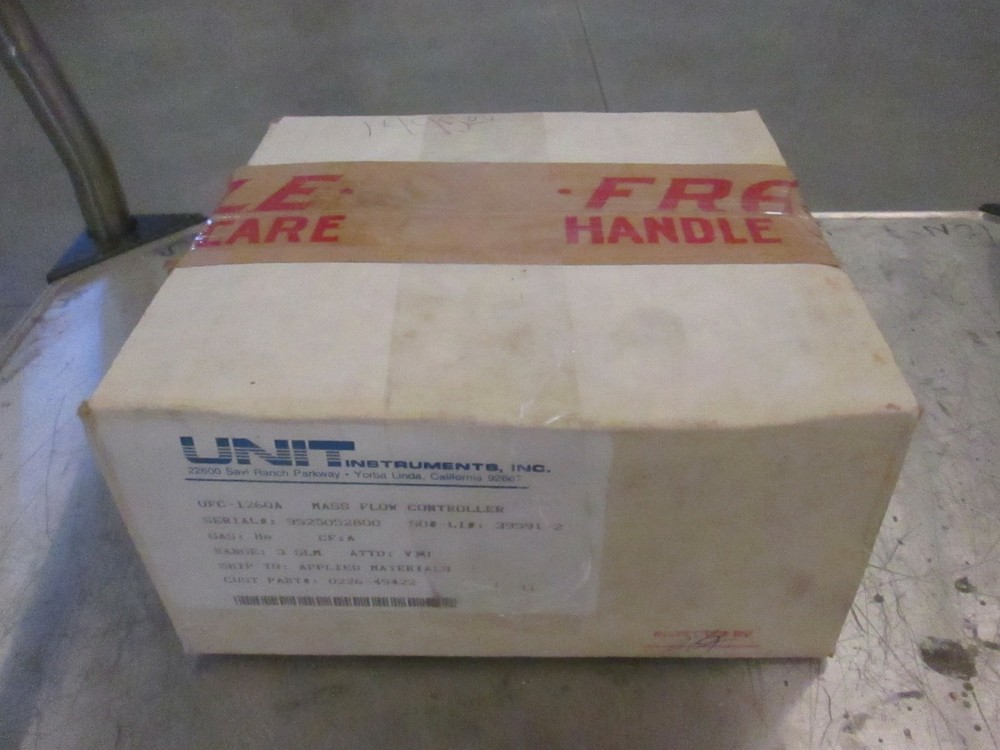 LE· ·FRA
CARE HANDLE
UNIT INSTRUMENTS, INC.
22600 Savi Ranch Parkway • Yorba Linda, California 92667
UFC-1260A MASS FLOW CONTROLLER
SERIAL#: 9525052800 SO#-LI#: 39591-2
GAS: He CF:A
RANGE: 3 SLM ATTD: VMI
SHIP TO: APPLIED MATERIALS
CUST PART#: 0226-49422